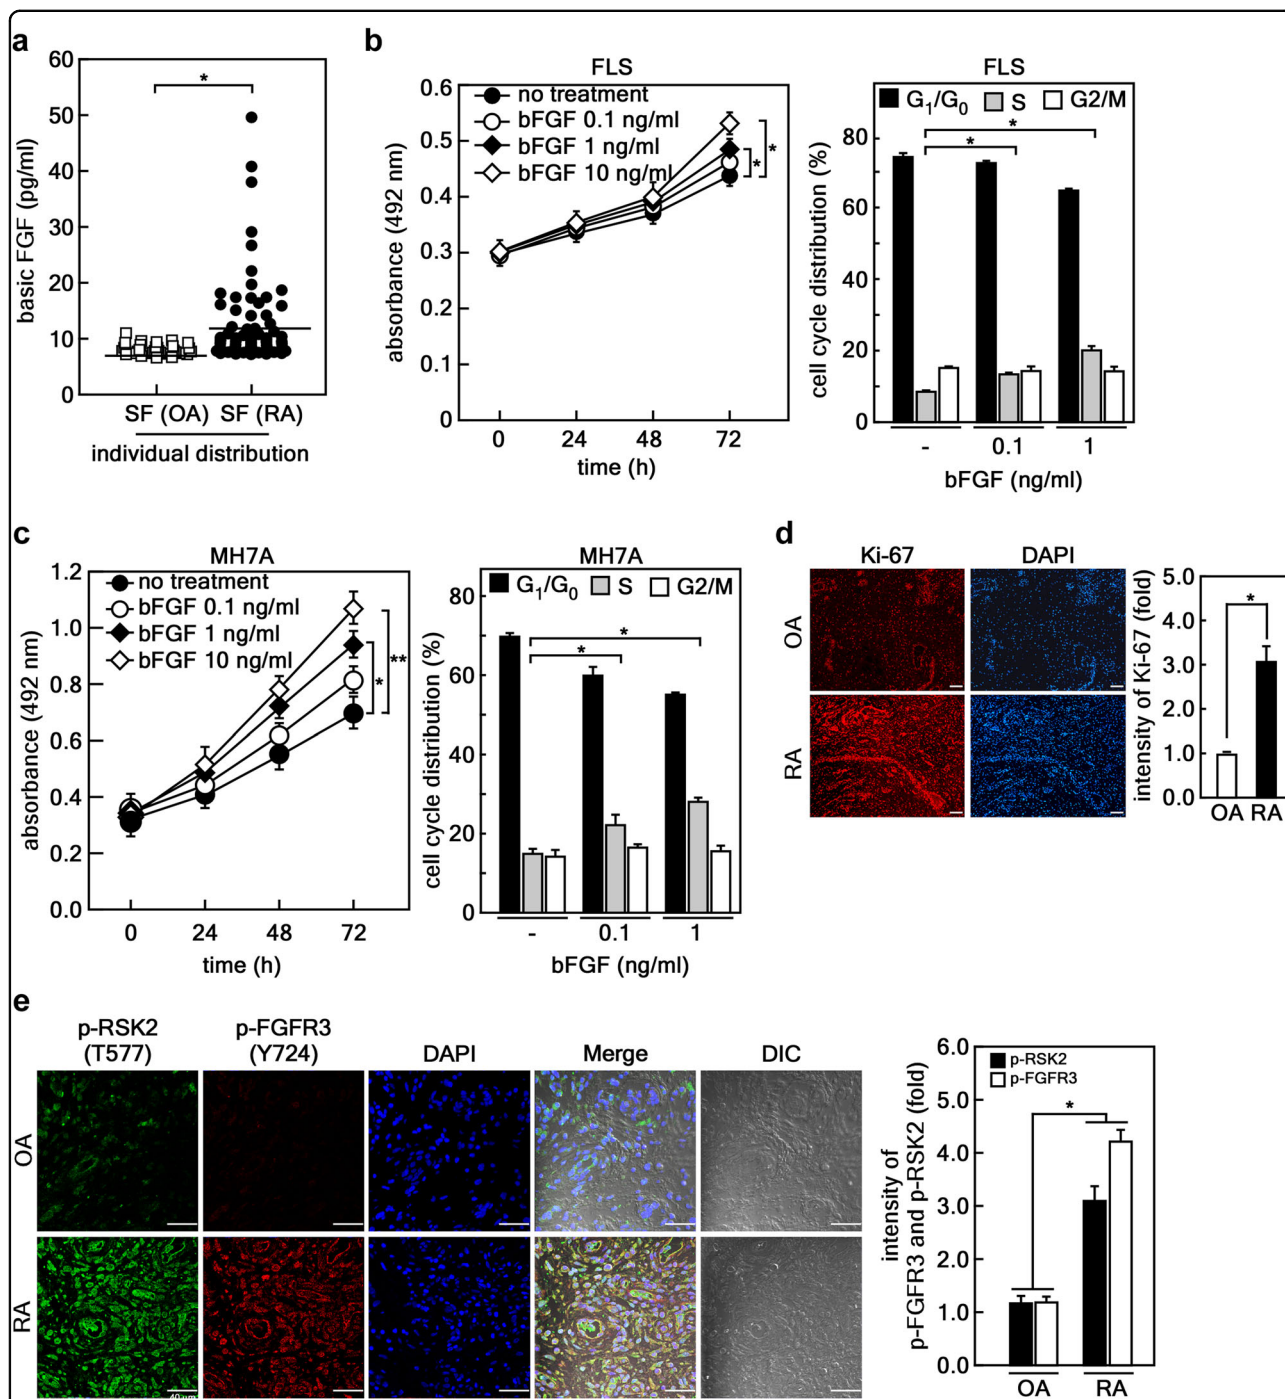 a
60
50
40
30
20
10
0
basic FGF (pg/ml)
*
SF (OA) SF (RA)
individual distribution
b
FLS
0.6
0.5
0.4
0.3
0.2
0.1
0
absorbance (492 nm)
no treatment
bFGF 0.1 ng/ml
bFGF 1 ng/ml
bFGF 10 ng/ml
*
*
0 24 48 72
time (h)
FLS
G1/G0 S G2/M
80
60
40
20
0
cell cycle distribution (%)
*
*
- 0.1 1
bFGF (ng/ml)
c
MH7A
1.2
1.0
0.8
0.6
0.4
0.2
0.0
absorbance (492 nm)
no treatment
bFGF 0.1 ng/ml
bFGF 1 ng/ml
bFGF 10 ng/ml
**
*
0 24 48 72
time (h)
MH7A
G1/G0 S G2/M
80
60
40
20
0
cell cycle distribution (%)
*
*
- 0.1 1
bFGF (ng/ml)
d
Ki-67 DAPI
OA
RA
5.0
4.0
3.0
2.0
1.0
0.0
intensity of Ki-67 (fold)
*
OA RA
e
p-RSK2
(T577)
p-FGFR3
(Y724)
DAPI
Merge
DIC
OA
RA
40 µm
6.0
5.0
4.0
3.0
2.0
1.0
0.0
intensity of
p-FGFR3 and p-RSK2 (fold)
p-RSK2
p-FGFR3
*
OA RA